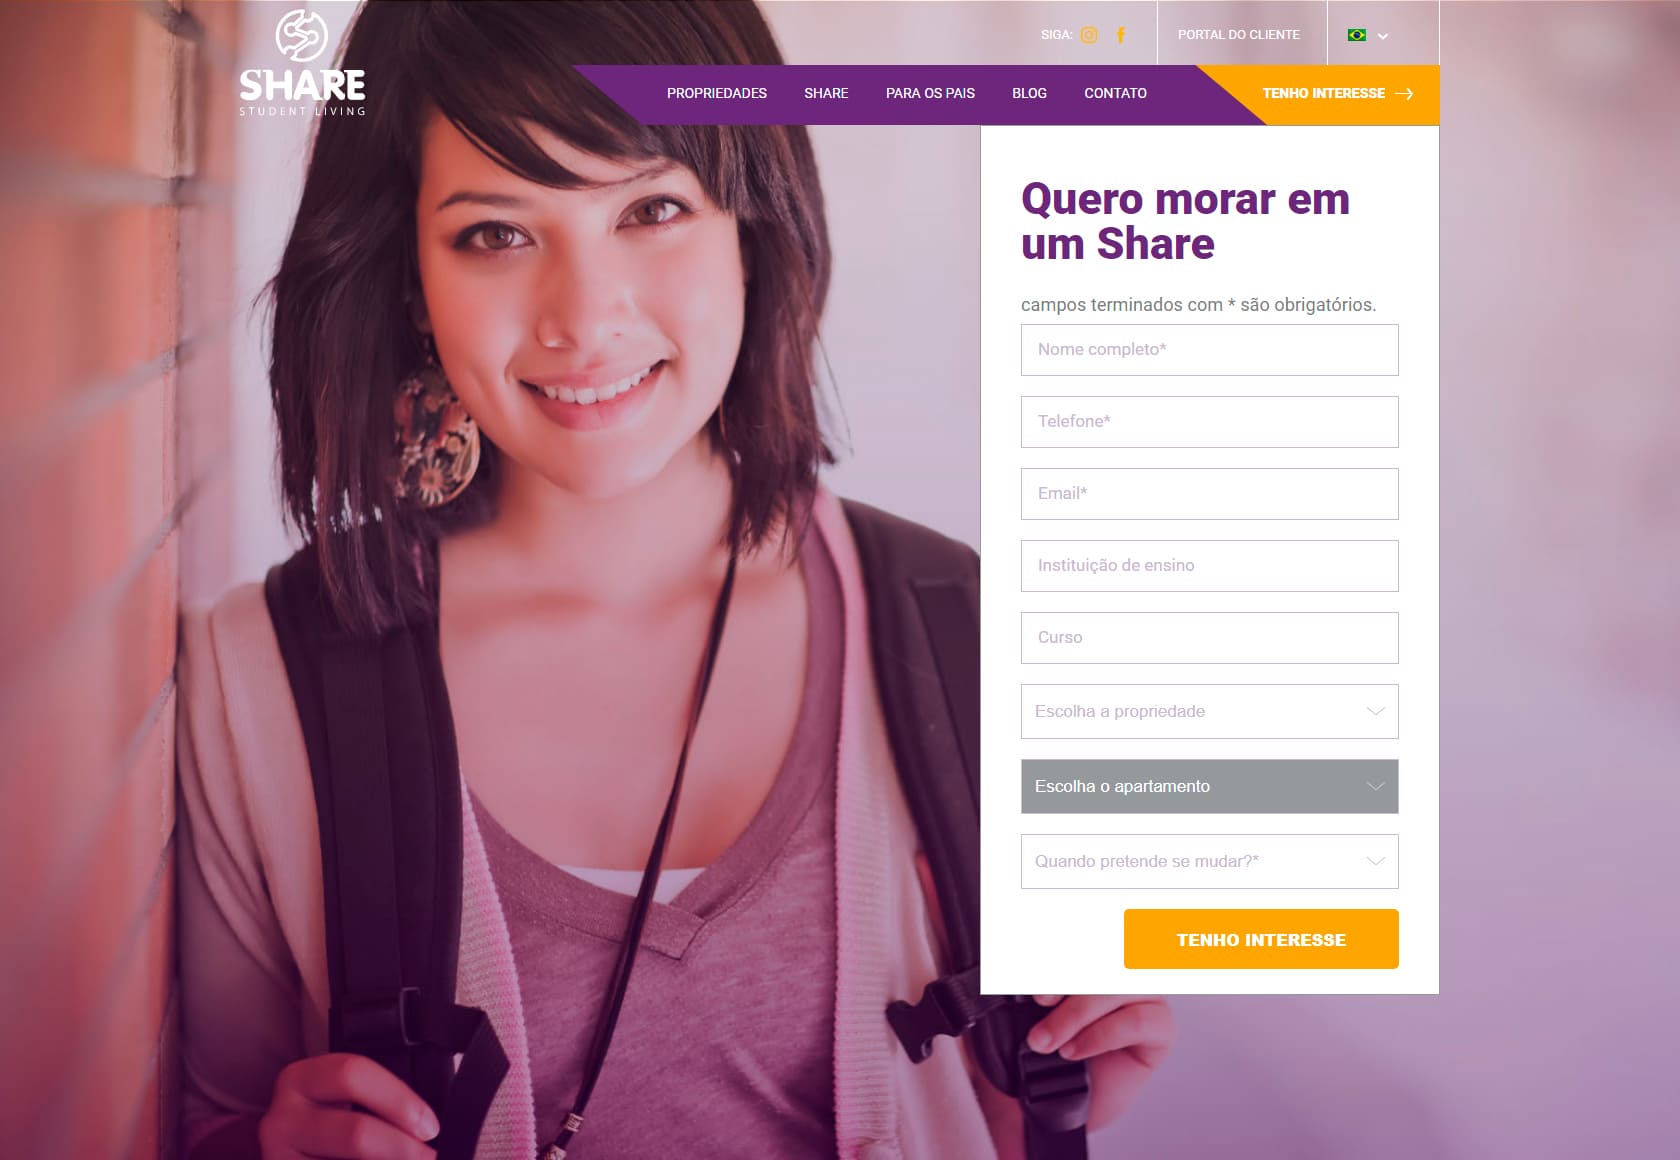 SHARE
STUDENT LIVING
SIGA:
PORTAL DO CLIENTE
PROPRIEDADES
SHARE
PARA OS PAIS
BLOG
CONTATO
TENHO INTERESSE
Quero morar em
um Share
campos terminados com * são obrigatórios.
Nome completo*
Telefone*
Email*
Instituição de ensino
Curso
Escolha a propriedade
Escolha o apartamento
Quando pretende se mudar?*
TENHO INTERESSE